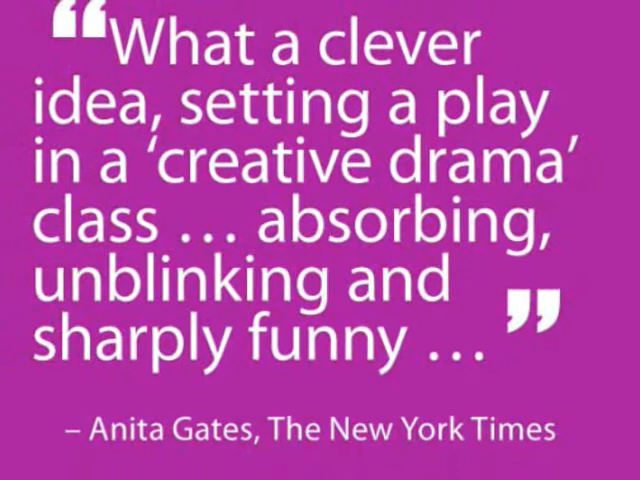 “What a clever
idea, setting a play
in a ‘creative drama’
class … absorbing,
unblinking and
sharply funny … ”
– Anita Gates, The New York Times